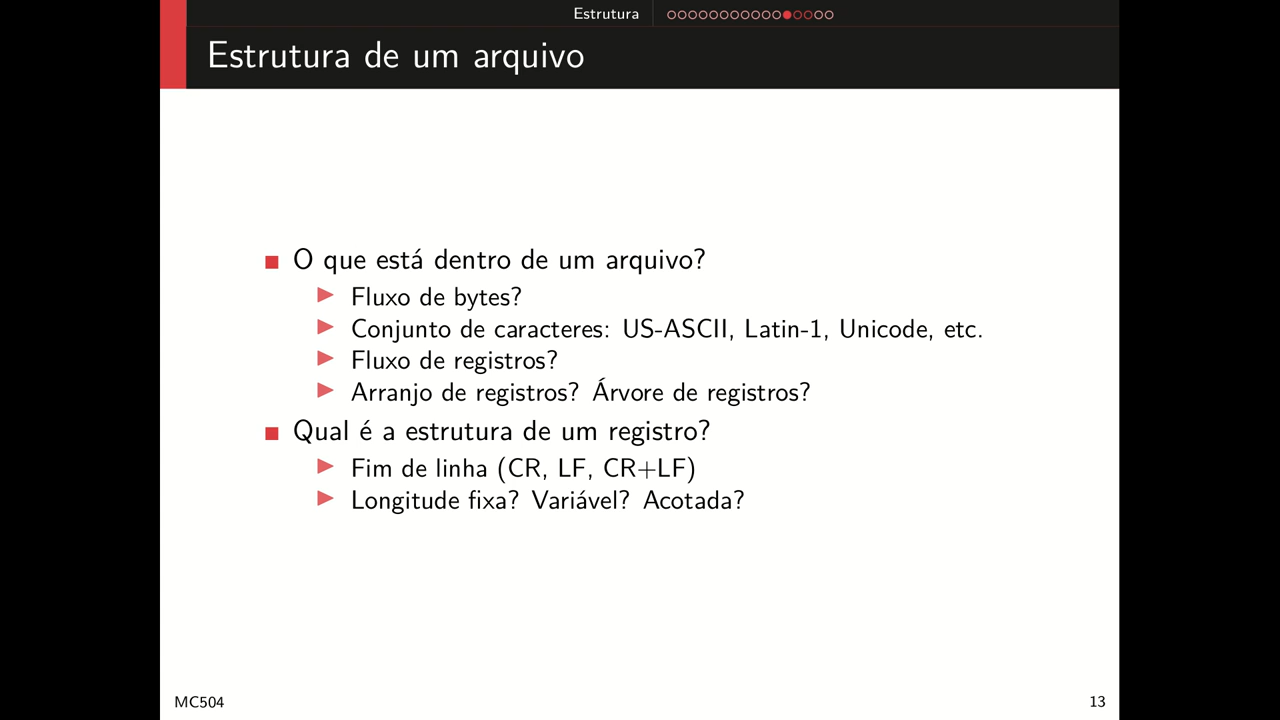 Estrutura
Estrutura de um arquivo
O que está dentro de um arquivo?
Fluxo de bytes?
Conjunto de caracteres: US-ASCII, Latin-1, Unicode, etc.
Fluxo de registros?
Arranjo de registros? Árvore de registros?
Qual é a estrutura de um registro?
Fim de linha (CR, LF, CR+LF)
Longitude fixa? Variável? Acotada?
MC504
13